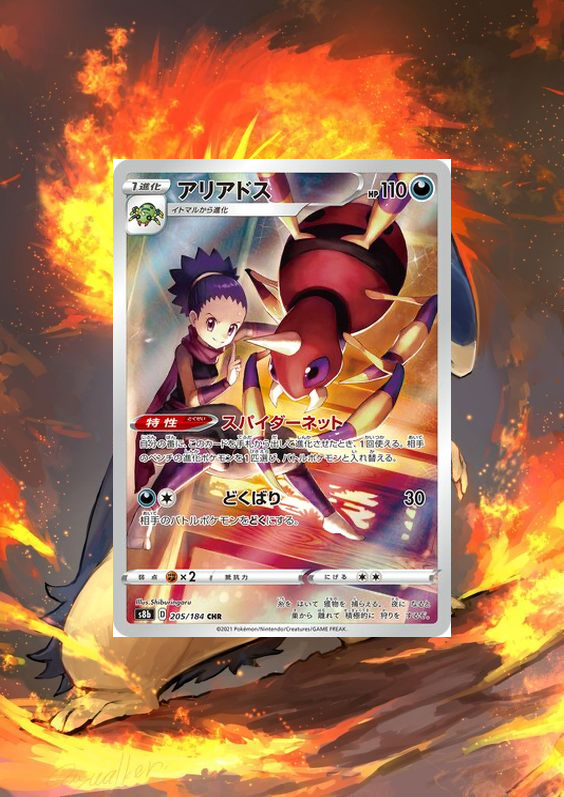 1進化
アリアドス
HP110
イトマルから進化
特性
とくせい
スパイダーネット
自分の番に、このカードを手札から出して進化させたとき、1回使える。相手
のベンチの進化ポケモンを1匹選び、バトルポケモンと入れ替える。
どくばり 30
相手のバトルポケモンをどくにする。
弱点 ×2 抵抗力 にげる
Illus.Shibuzoh.
s8b D 205/184 CHR
糸を はいて 獲物を 捕らえる。 夜に なると
巣から 離れて 積極的に 狩りを するぞ。
©2021 Pokémon/Nintendo/Creatures/GAME FREAK.